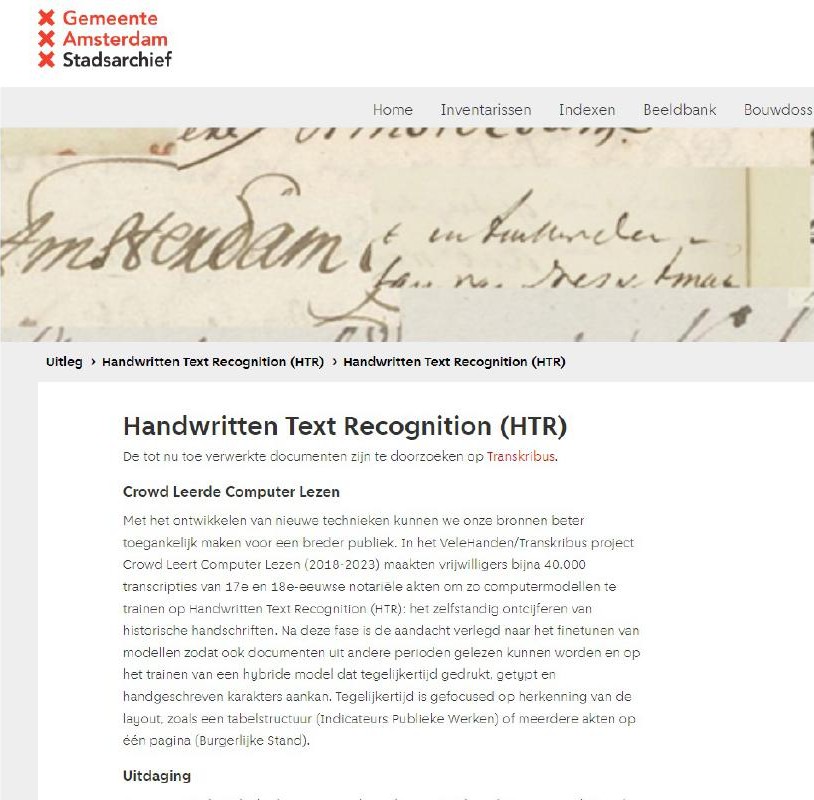 Gemeente
Amsterdam
Stadsarchief
Home Inventarissen Indexen Beeldbank Bouwdoss
Amsterdam
Uitleg > Handwritten Text Recognition (HTR) > Handwritten Text Recognition (HTR)
Handwritten Text Recognition (HTR)
De tot nu toe verwerkte documenten zijn te doorzoeken op Transkribus.
Crowd Leerde Computer Lezen
Met het ontwikkelen van nieuwe technieken kunnen we onze bronnen beter
toegankelijk maken voor een breder publiek. In het VeleHanden/Transkribus project
Crowd Leert Computer Lezen (2018-2023) maakten vrijwilligers bijna 40.000
transcripties van 17e en 18e-eeuwse notariële akten om zo computermodellen te
trainen op Handwritten Text Recognition (HTR): het zelfstandig ontcijferen van
historische handschriften. Na deze fase is de aandacht verlegd naar het finetunen van
modellen zodat ook documenten uit andere perioden gelezen kunnen worden en op
het trainen van een hybride model dat tegelijkertijd gedrukt, getypt en
handgeschreven karakters aankan. Tegelijkertijd is gefocused op herkenning van de
layout, zoals een tabelstructuur (Indicateurs Publieke Werken) of meerdere akten op
één pagina (Burgerlijke Stand).
Uitdaging